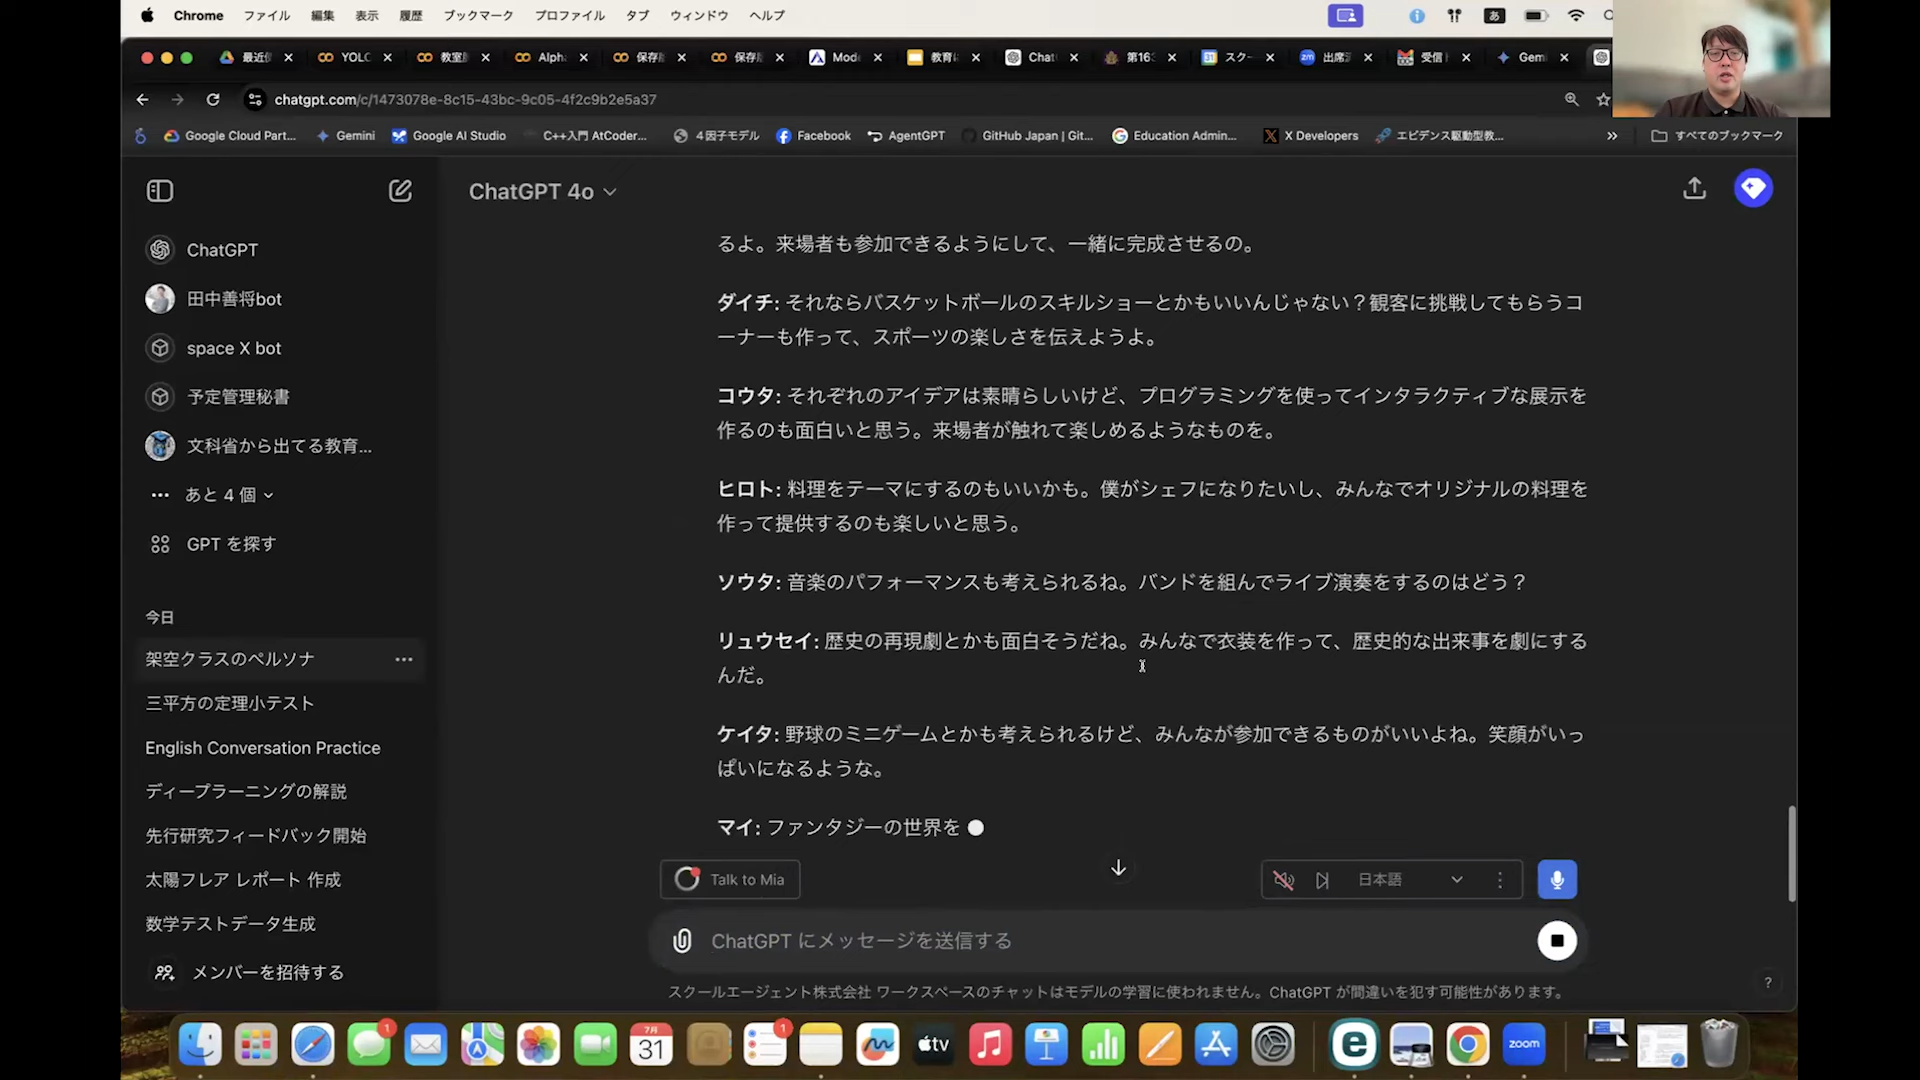 Chrome ファイル 編集 表示 履歴 ブックマーク プロファイル タブ ウィンドウ ヘルプ あ
最近 YOLO 教室 Alph 保存 保存 Mode 教育 Chat 第16 スクー 出席 受信 Gem
chatgpt.com/c/1473078e-8c15-43bc-9c05-4f2c9b2e5a37
Google Cloud Part... Gemini Google AI Studio C++入門 AtCoder... 4因子モデル Facebook AgentGPT GitHub Japan | Git... Education Admin... X Developers エビデンス駆動型教... » すべてのブックマーク
ChatGPT 4o
ChatGPT
田中善将bot
space X bot
予定管理秘書
文科省から出てる教育...
あと 4 個
GPT を探す
今日
架空クラスのペルソナ
三平方の定理小テスト
English Conversation Practice
ディープラーニングの解説
先行研究フィードバック開始
太陽フレア レポート 作成
数学テストデータ生成
メンバーを招待する
るよ。来場者も参加できるようにして、一緒に完成させるの。
ダイチ: それならバスケットボールのスキルショーとかもいいんじゃない？観客に挑戦してもらうコ
ーナーも作って、スポーツの楽しさを伝えようよ。
コウタ: それぞれのアイデアは素晴らしいけど、プログラミングを使ってインタラクティブな展示を
作るのも面白いと思う。来場者が触れて楽しめるようなものを。
ヒロト: 料理をテーマにするのもいいかも。僕がシェフになりたいし、みんなでオリジナルの料理を
作って提供するのも楽しいと思う。
ソウタ: 音楽のパフォーマンスも考えられるね。バンドを組んでライブ演奏をするのはどう？
リュウセイ: 歴史の再現劇とかも面白そうだね。みんなで衣装を作って、歴史的な出来事を劇にする
んだ。
ケイタ: 野球のミニゲームとかも考えられるけど、みんなが参加できるものがいいよね。笑顔がいっ
ぱいになるような。
マイ: ファンタジーの世界を
Talk to Mia 日本語
ChatGPT にメッセージを送信する
スクールエージェント株式会社 ワークスペースのチャットはモデルの学習に使われません。ChatGPT が間違いを犯す可能性があります。
?
1 7月 31 1 tv zoom